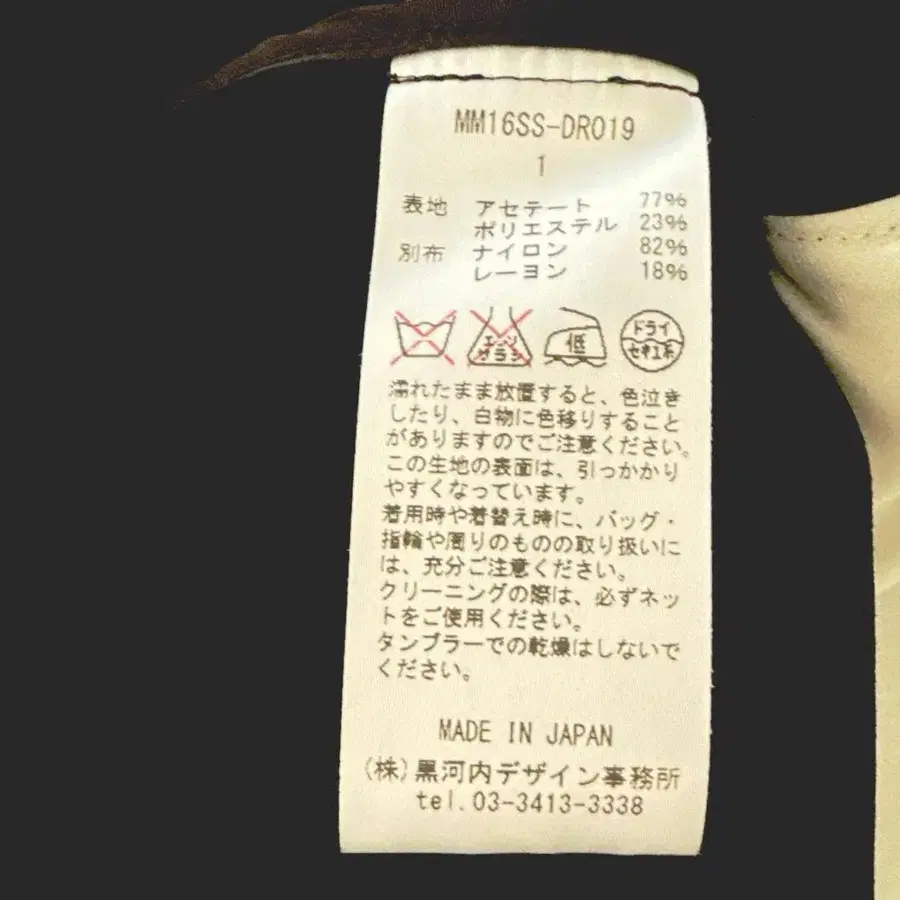 MM16SS-DR019
1
表地 アセテート 77%
ポリエステル 23%
別布 ナイロン 82%
レーヨン 18%
エンソ サラシ 低 ドライ セキユ系
濡れたまま放置すると、色泣き
したり、白物に色移りすること
がありますのでご注意ください。
この生地の表面は、引っかかり
やすくなっています。
着用時や着替え時に、バッグ・
指輪や周りのものの取り扱いに
は、充分ご注意ください。
クリーニングの際は、必ずネッ
トをご使用ください。
タンブラーでの乾燥はしないで
ください。
MADE IN JAPAN
(株)黒河内デザイン事務所
tel.03-3413-3338